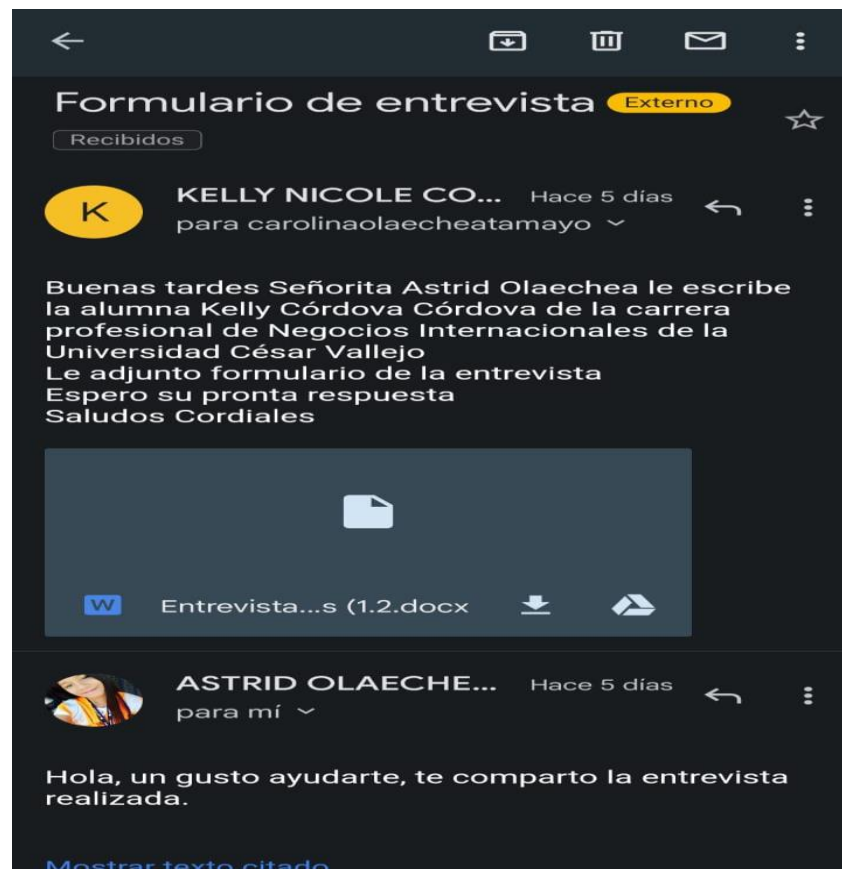 Formulario de entrevista Externo
Recibidos
K
KELLY NICOLE CO... Hace 5 días
para carolinaolaecheatamayo
Buenas tardes Señorita Astrid Olaechea le escribe
la alumna Kelly Córdova Córdova de la carrera
profesional de Negocios Internacionales de la
Universidad César Vallejo
Le adjunto formulario de la entrevista
Espero su pronta respuesta
Saludos Cordiales
W Entrevista...s (1.2.docx
ASTRID OLAECHE... Hace 5 días
para mí
Hola, un gusto ayudarte, te comparto la entrevista
realizada.
Mostrar texto citado